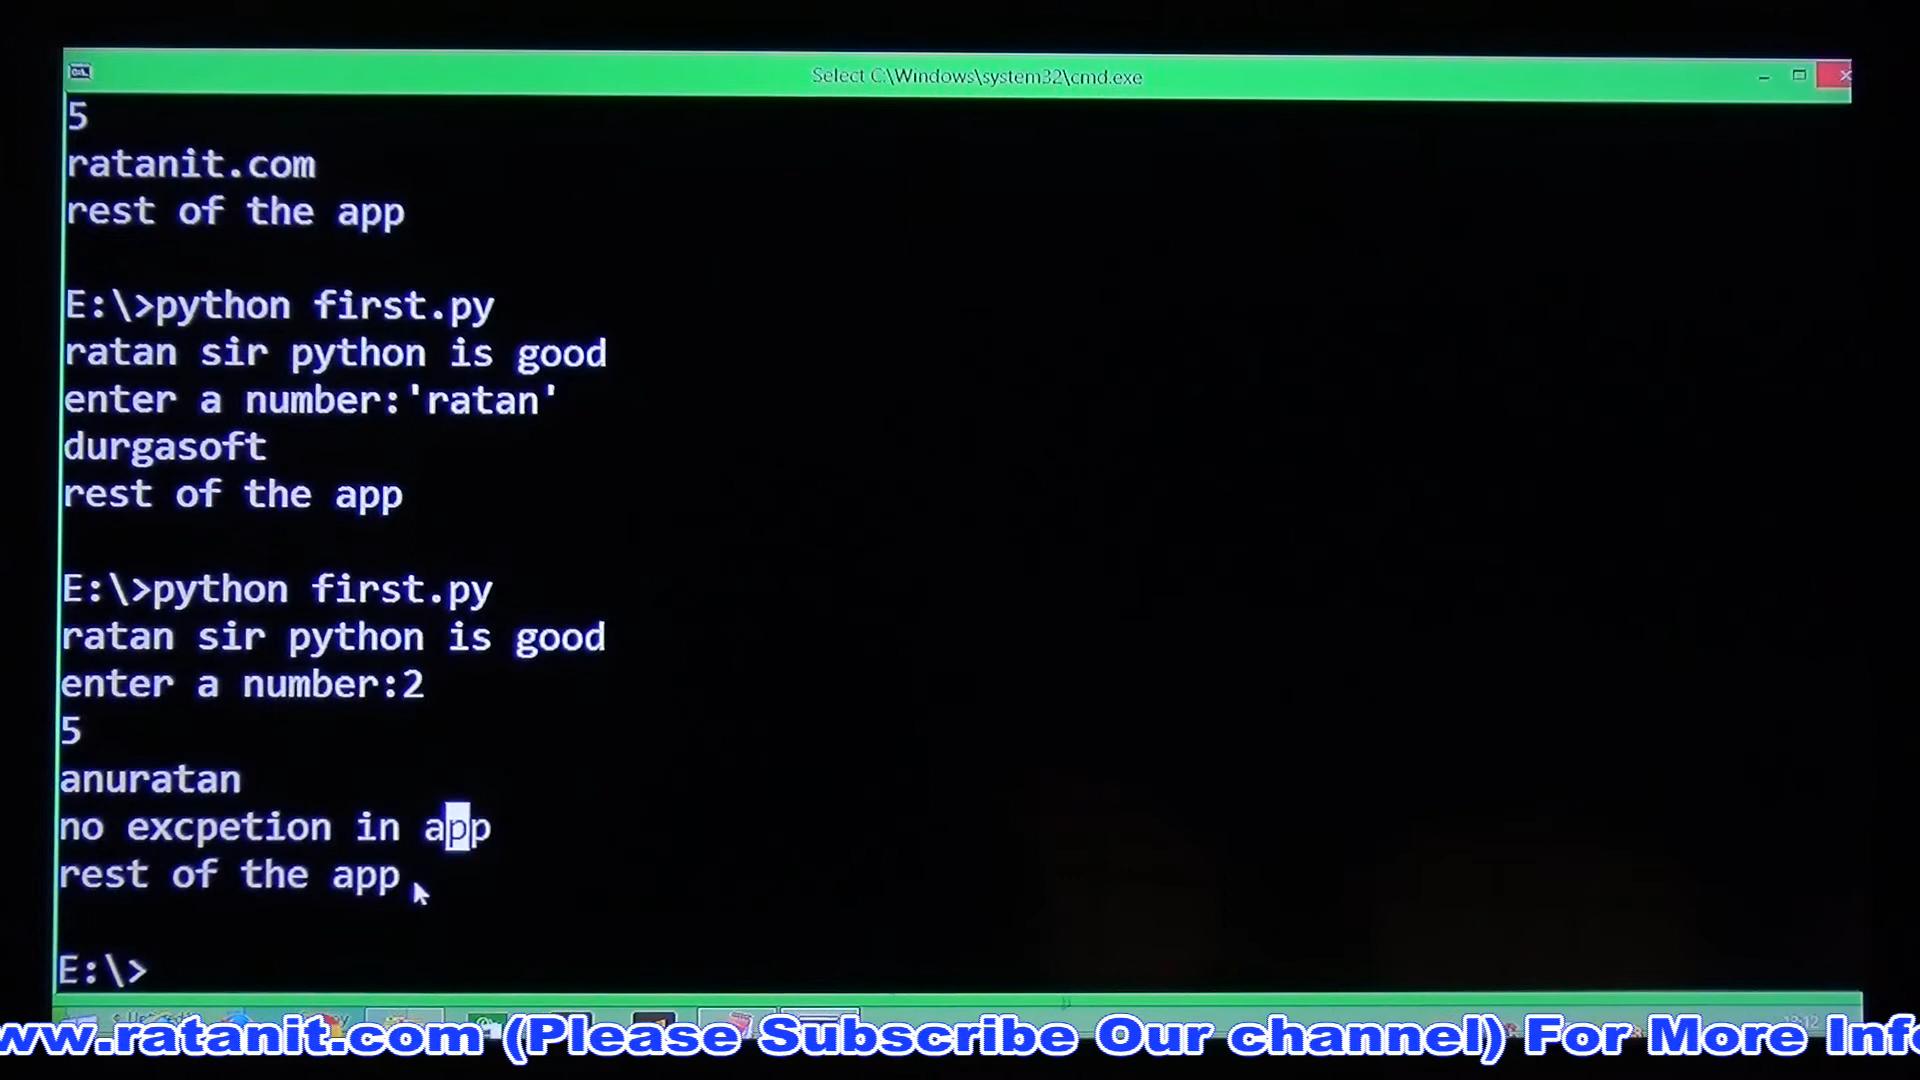 Select C:\Windows\system32\cmd.exe
5
ratanit.com
rest of the app
E:\>python first.py
ratan sir python is good
enter a number:'ratan'
durgasoft
rest of the app
E:\>python first.py
ratan sir python is good
enter a number:2
5
anuratan
no excpetion in app
rest of the app
E:\>
ww.ratanit.com (Please Subscribe Our channel) For More Info